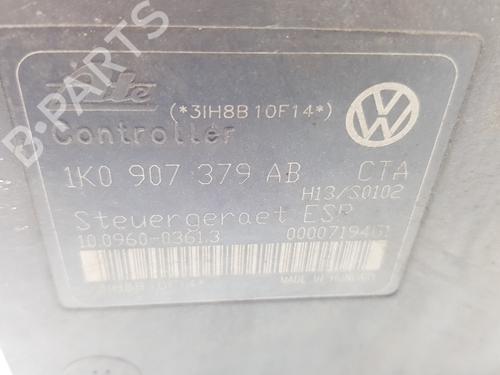 Ate
(*3IH8B10F14*)
Controller
1K0 907 379 AB CTA
H13/S0102
Steuergeraet ESP
10.0960-0361.3
MADE IN HUNGARY
*3IH8B10F14*
B-PARTS